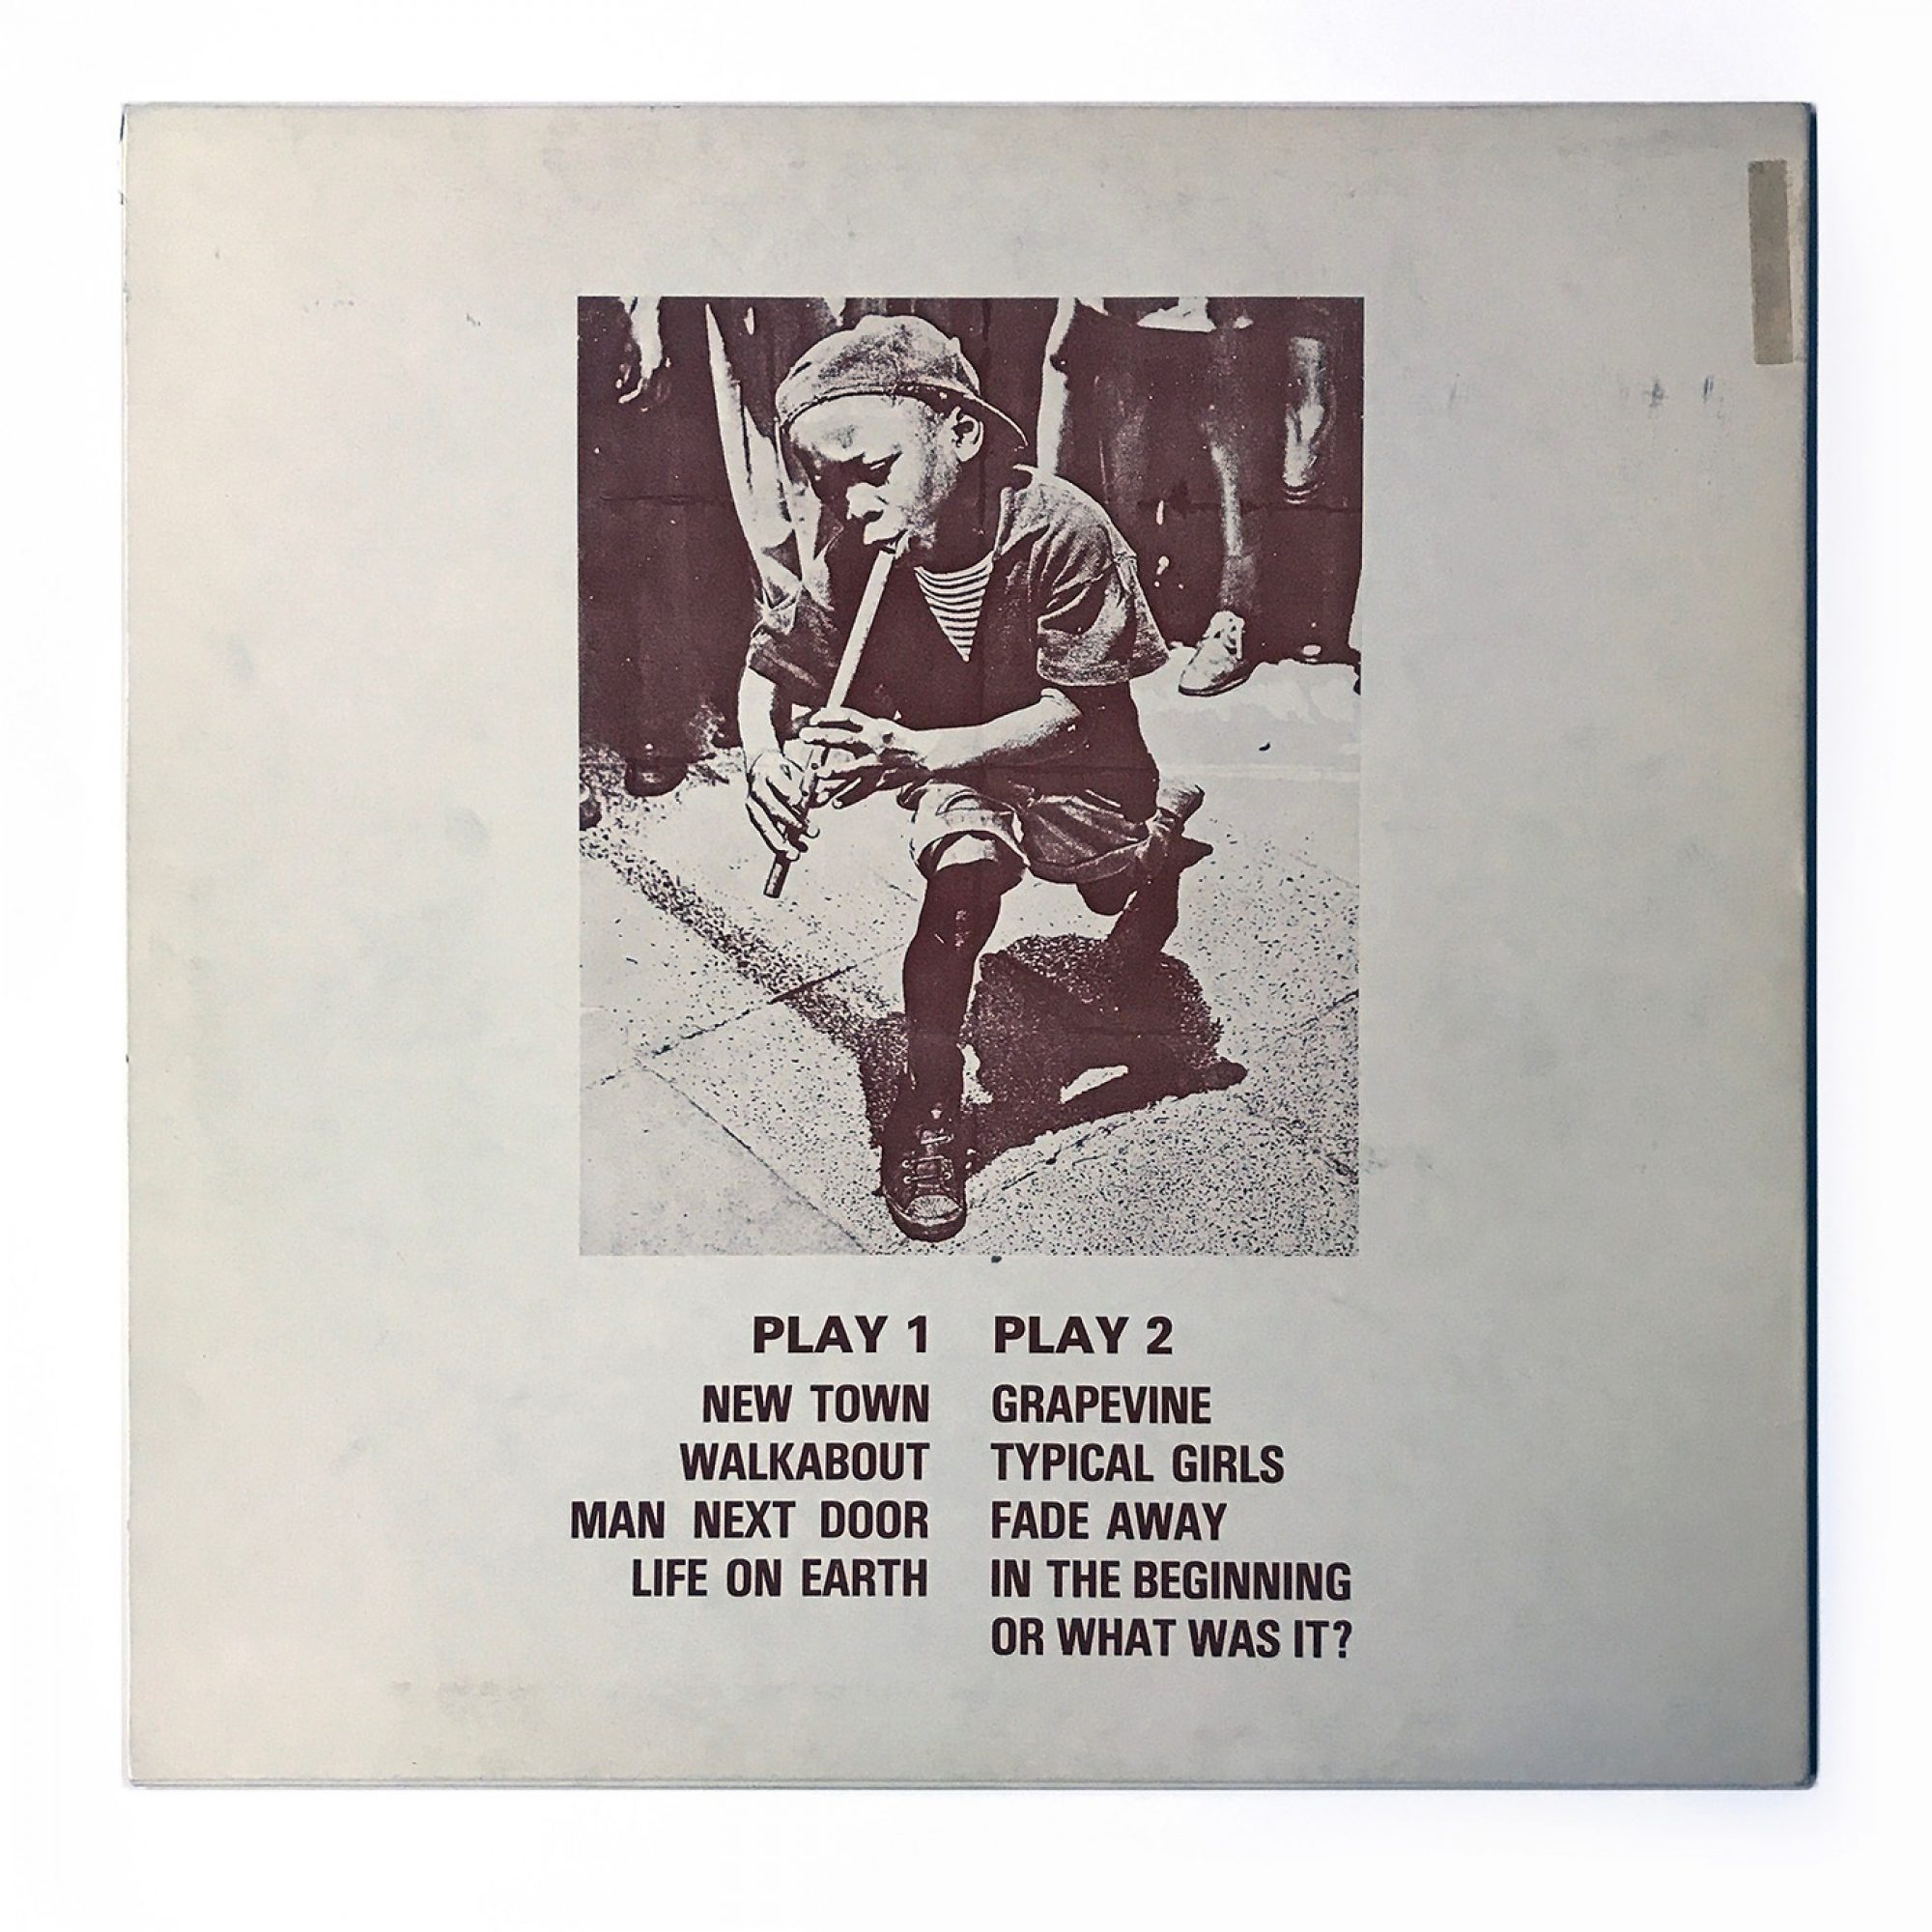 PLAY 1
NEW TOWN
WALKABOUT
MAN NEXT DOOR
LIFE ON EARTH
PLAY 2
GRAPEVINE
TYPICAL GIRLS
FADE AWAY
IN THE BEGINNING
OR WHAT WAS IT?